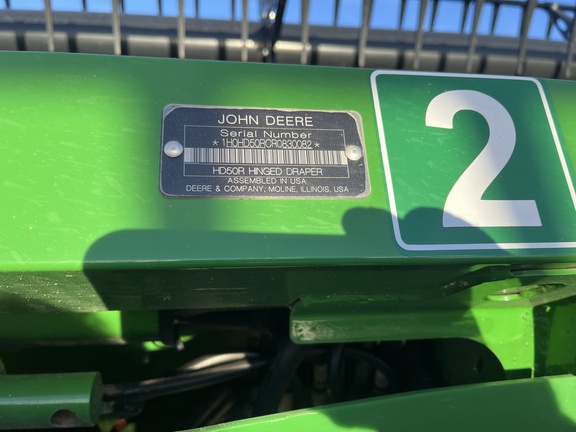 JOHN DEERE
Serial Number
*1H0HD50RCR0830082*
HD50R HINGED DRAPER
ASSEMBLED IN USA
DEERE & COMPANY, MOLINE, ILLINOIS, USA
2